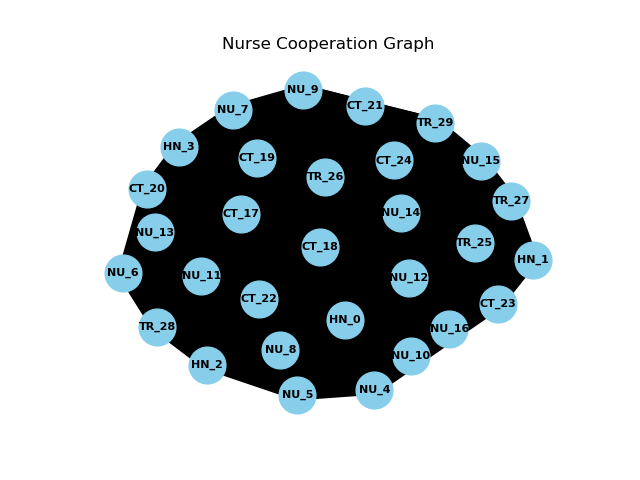 Nurse Cooperation Graph
NU_9
CT_21
NU_7
TR_29
HN_3
CT_19
CT_24
NU_15
TR_26
CT_20
TR_27
CT_17
NU_14
NU_13
CT_18
TR_25
HN_1
NU_6
NU_11
NU_12
CT_22
CT_23
HN_0
TR_28
NU_16
NU_8
NU_10
HN_2
NU_4
NU_5